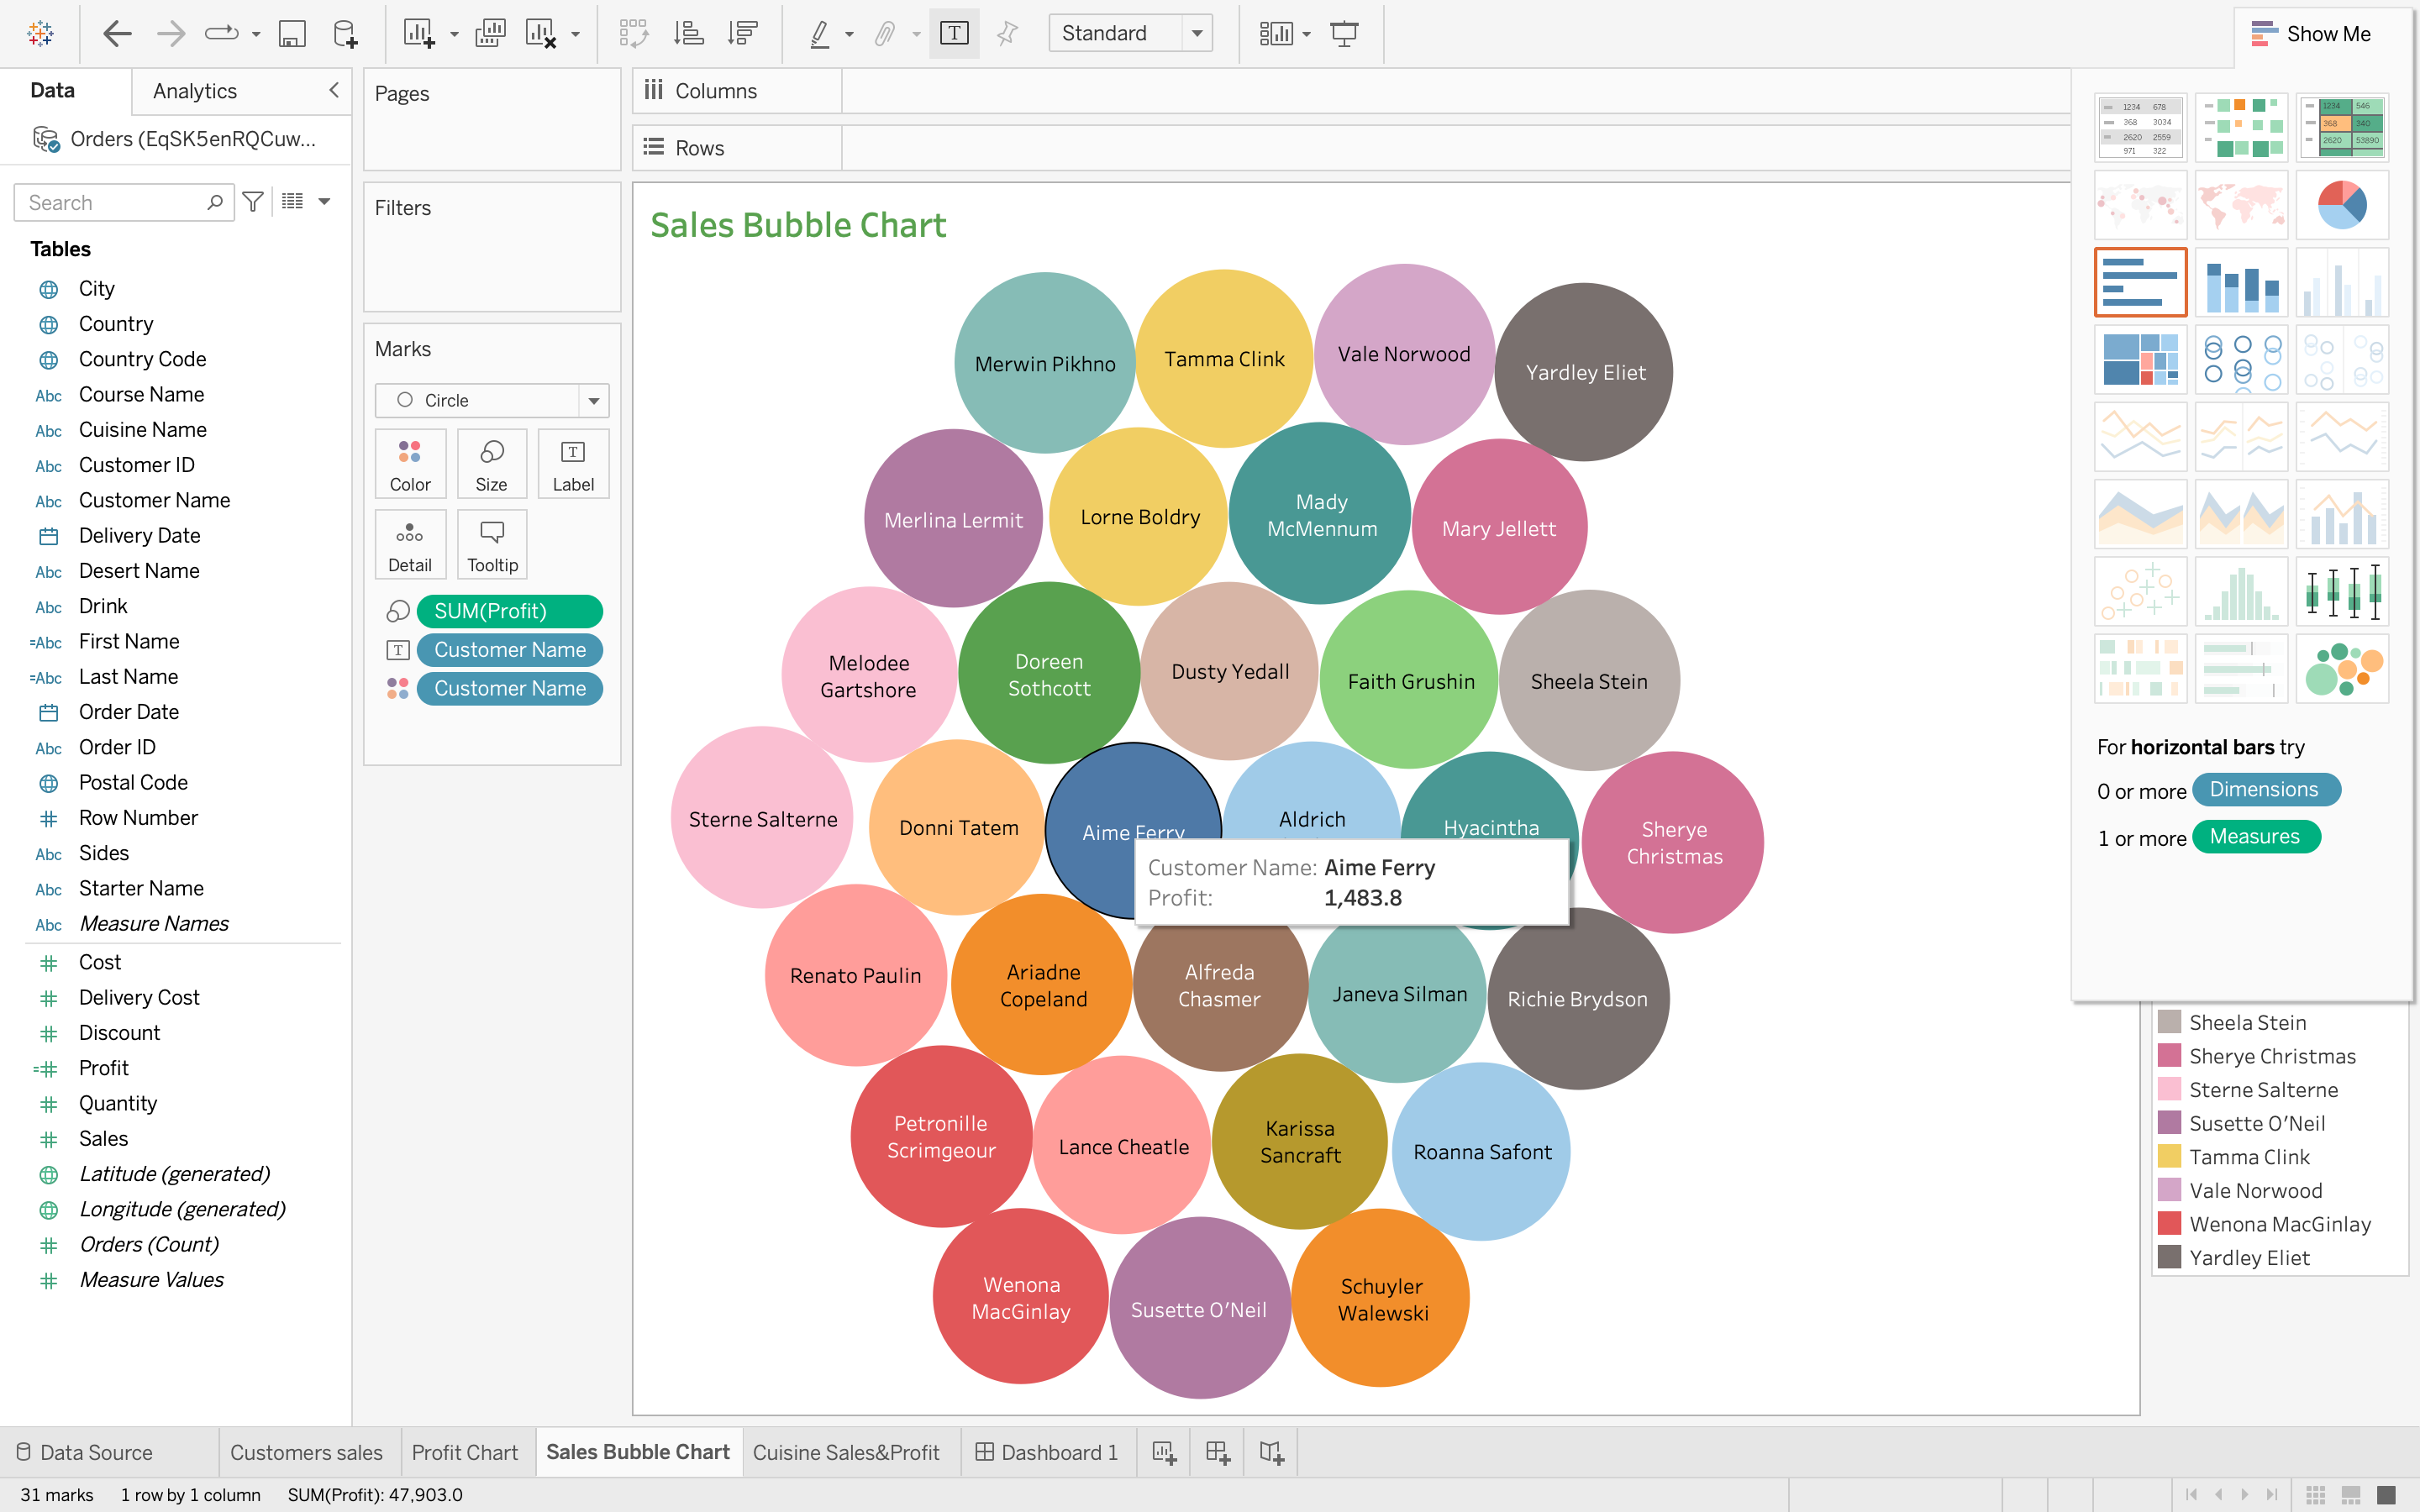 Standard
Show Me
Data
Analytics
Orders (EqSK5enRQCuw...
Search
Tables
City
Country
Country Code
Abc Course Name
Abc Cuisine Name
Abc Customer ID
Abc Customer Name
Delivery Date
Abc Desert Name
Abc Drink
=Abc First Name
=Abc Last Name
Order Date
Abc Order ID
Postal Code
# Row Number
Abc Sides
Abc Starter Name
Abc Measure Names
# Cost
# Delivery Cost
# Discount
=# Profit
# Quantity
# Sales
Latitude (generated)
Longitude (generated)
# Orders (Count)
# Measure Values
Pages
Filters
Marks
Circle
Color
Size
T
Label
Detail
Tooltip
SUM(Profit)
T Customer Name
Customer Name
Columns
Rows
Sales Bubble Chart
Merwin Pikhno
Tamma Clink
Vale Norwood
Yardley Eliet
Merlina Lermit
Lorne Boldry
Mady
McMennum
Mary Jellett
Melodee
Gartshore
Doreen
Sothcott
Dusty Yedall
Faith Grushin
Sheela Stein
Sterne Salterne
Donni Tatem
Aime Ferry
Aldrich
Hyacintha
Sherye
Christmas
Customer Name: Aime Ferry
Profit: 1,483.8
Renato Paulin
Ariadne
Copeland
Alfreda
Chasmer
Janeva Silman
Richie Brydson
Petronille
Scrimgeour
Lance Cheatle
Karissa
Sancraft
Roanna Safont
Wenona
MacGinlay
Susette O'Neil
Schuyler
Walewski
1234 678
368 3034
2620 2559
971 322
1234 546
368 340
2620 53890
For horizontal bars try
0 or more Dimensions
1 or more Measures
Sheela Stein
Sherye Christmas
Sterne Salterne
Susette O'Neil
Tamma Clink
Vale Norwood
Wenona MacGinlay
Yardley Eliet
Data Source
Customers sales
Profit Chart
Sales Bubble Chart
Cuisine Sales&Profit
Dashboard 1
31 marks
1 row by 1 column
SUM(Profit): 47,903.0